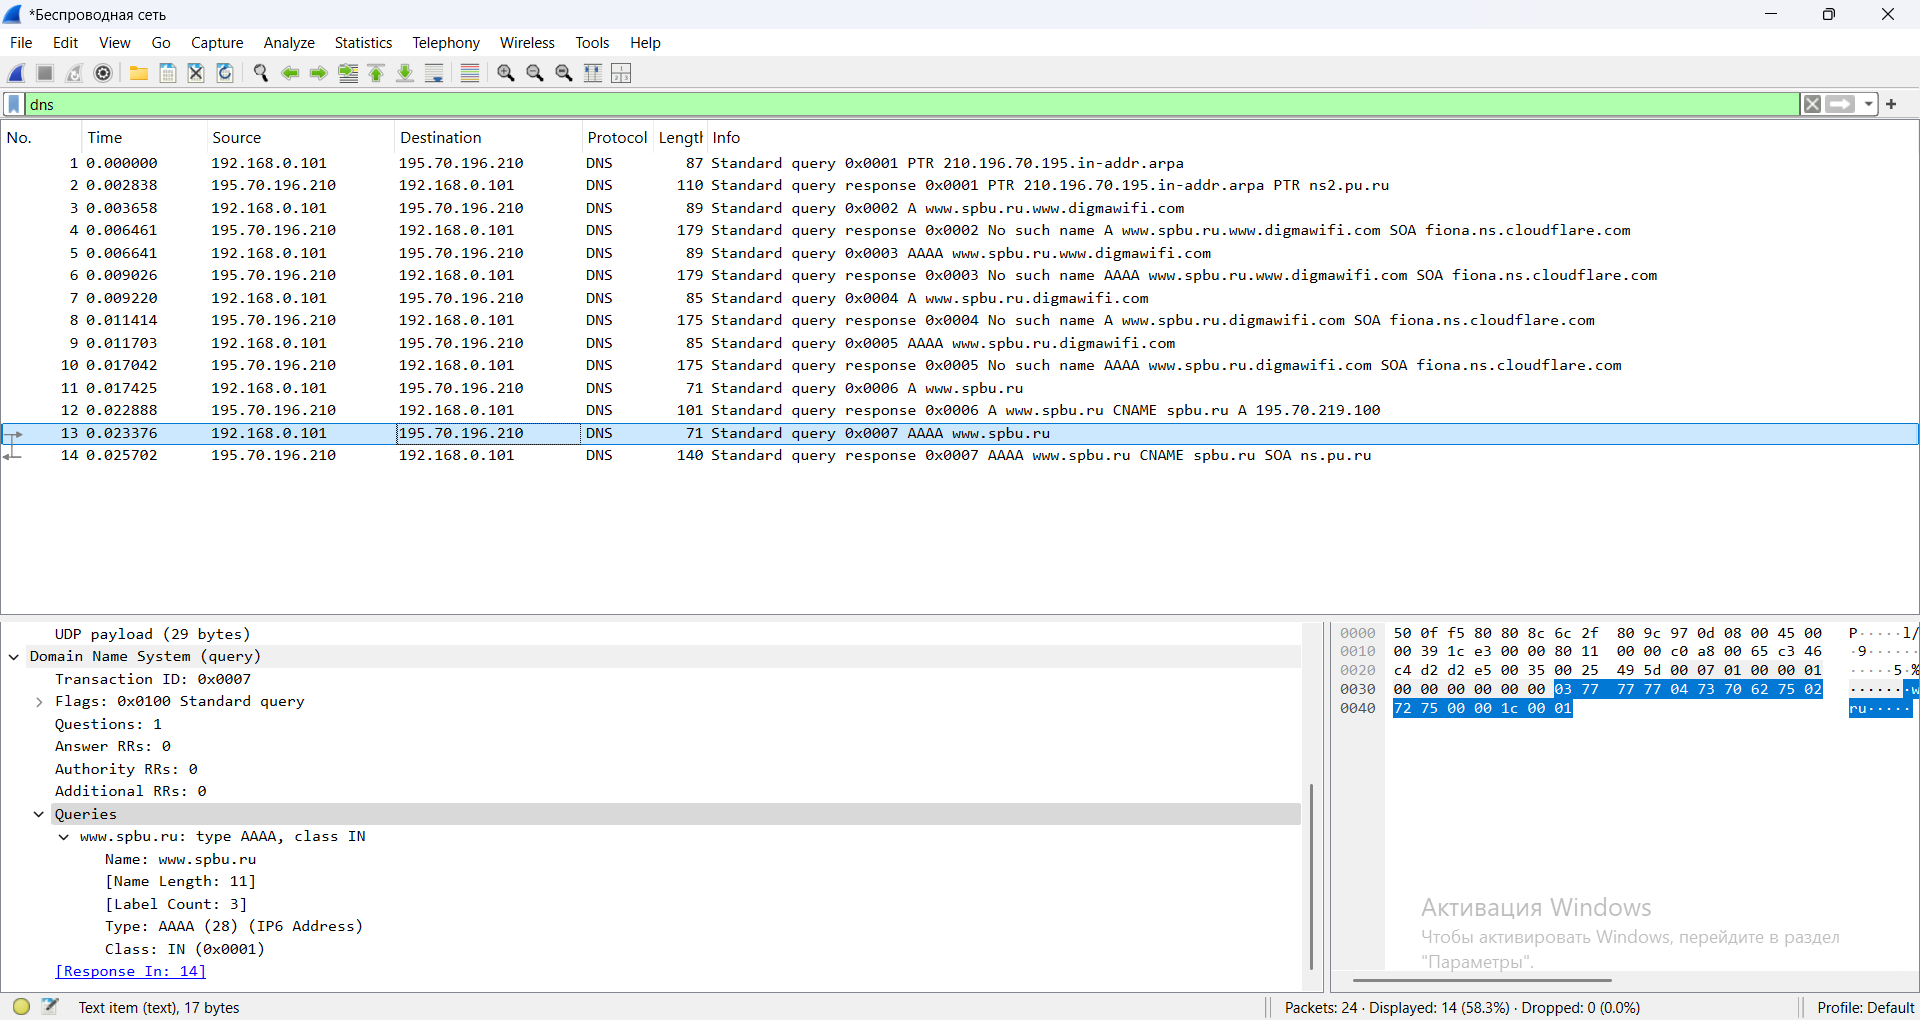 *Беспроводная сеть
File Edit View Go Capture Analyze Statistics Telephony Wireless Tools Help
dns
No. Time Source Destination Protocol Length Info
1 0.000000 192.168.0.101 195.70.196.210 DNS 87 Standard query 0x0001 PTR 210.196.70.195.in-addr.arpa
2 0.002838 195.70.196.210 192.168.0.101 DNS 110 Standard query response 0x0001 PTR 210.196.70.195.in-addr.arpa PTR ns2.pu.ru
3 0.003658 192.168.0.101 195.70.196.210 DNS 89 Standard query 0x0002 A www.spbu.ru.www.digmawifi.com
4 0.006461 195.70.196.210 192.168.0.101 DNS 179 Standard query response 0x0002 No such name A www.spbu.ru.www.digmawifi.com SOA fiona.ns.cloudflare.com
5 0.006641 192.168.0.101 195.70.196.210 DNS 89 Standard query 0x0003 AAAA www.spbu.ru.www.digmawifi.com
6 0.009026 195.70.196.210 192.168.0.101 DNS 179 Standard query response 0x0003 No such name AAAA www.spbu.ru.www.digmawifi.com SOA fiona.ns.cloudflare.com
7 0.009220 192.168.0.101 195.70.196.210 DNS 85 Standard query 0x0004 A www.spbu.ru.digmawifi.com
8 0.011414 195.70.196.210 192.168.0.101 DNS 175 Standard query response 0x0004 No such name A www.spbu.ru.digmawifi.com SOA fiona.ns.cloudflare.com
9 0.011703 192.168.0.101 195.70.196.210 DNS 85 Standard query 0x0005 AAAA www.spbu.ru.digmawifi.com
10 0.017042 195.70.196.210 192.168.0.101 DNS 175 Standard query response 0x0005 No such name AAAA www.spbu.ru.digmawifi.com SOA fiona.ns.cloudflare.com
11 0.017425 192.168.0.101 195.70.196.210 DNS 71 Standard query 0x0006 A www.spbu.ru
12 0.022888 195.70.196.210 192.168.0.101 DNS 101 Standard query response 0x0006 A www.spbu.ru CNAME spbu.ru A 195.70.219.100
13 0.023376 192.168.0.101 195.70.196.210 DNS 71 Standard query 0x0007 AAAA www.spbu.ru
14 0.025702 195.70.196.210 192.168.0.101 DNS 140 Standard query response 0x0007 AAAA www.spbu.ru CNAME spbu.ru SOA ns.pu.ru
UDP payload (29 bytes)
Domain Name System (query)
Transaction ID: 0x0007
Flags: 0x0100 Standard query
Questions: 1
Answer RRs: 0
Authority RRs: 0
Additional RRs: 0
Queries
www.spbu.ru: type AAAA, class IN
Name: www.spbu.ru
[Name Length: 11]
[Label Count: 3]
Type: AAAA (28) (IP6 Address)
Class: IN (0x0001)
[Response In: 14]
0000 50 0f f5 80 80 8c 6c 2f 80 9c 97 0d 08 00 45 00 P·····l/
0010 00 39 1c e3 00 00 80 11 00 00 c0 a8 00 65 c3 46 ·9······
0020 c4 d2 d2 e5 00 35 00 25 49 5d 00 07 01 00 00 01 ·····5·%
0030 00 00 00 00 00 00 03 77 77 77 04 73 70 62 75 02 ·······w
0040 72 75 00 00 1c 00 01 ru·····
Активация Windows
Чтобы активировать Windows, перейдите в раздел
"Параметры".
Text item (text), 17 bytes
Packets: 24 · Displayed: 14 (58.3%) · Dropped: 0 (0.0%)
Profile: Default